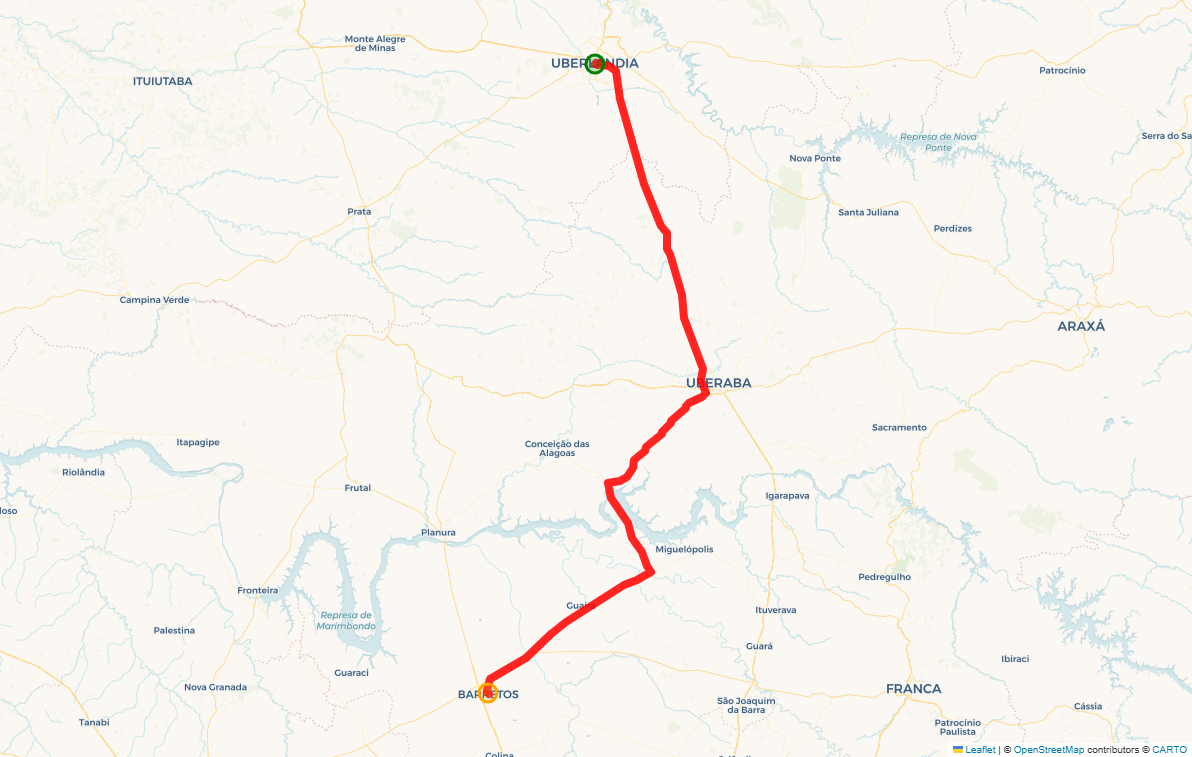 Monte Alegre
de Minas
UBERLÂNDIA
ITUIUTABA
Patrocínio
Represa de Nova
Ponte
Serra do Sa
Nova Ponte
Prata
Santa Juliana
Perdizes
Campina Verde
ARAXÁ
UBERABA
Sacramento
Itapagipe
Conceição das
Alagoas
Riolândia
Frutal
Igarapava
loso
Planura
Miguelópolis
Pedregulho
Fronteira
Guaíra
Ituverava
Represa de
Marimbondo
Palestina
Guará
Ibiraci
Guaraci
Nova Granada
BARRETOS
FRANCA
São Joaquim
da Barra
Cássia
Tanabi
Patrocínio
Paulista
Colina
Leaflet | © OpenStreetMap contributors © CARTO